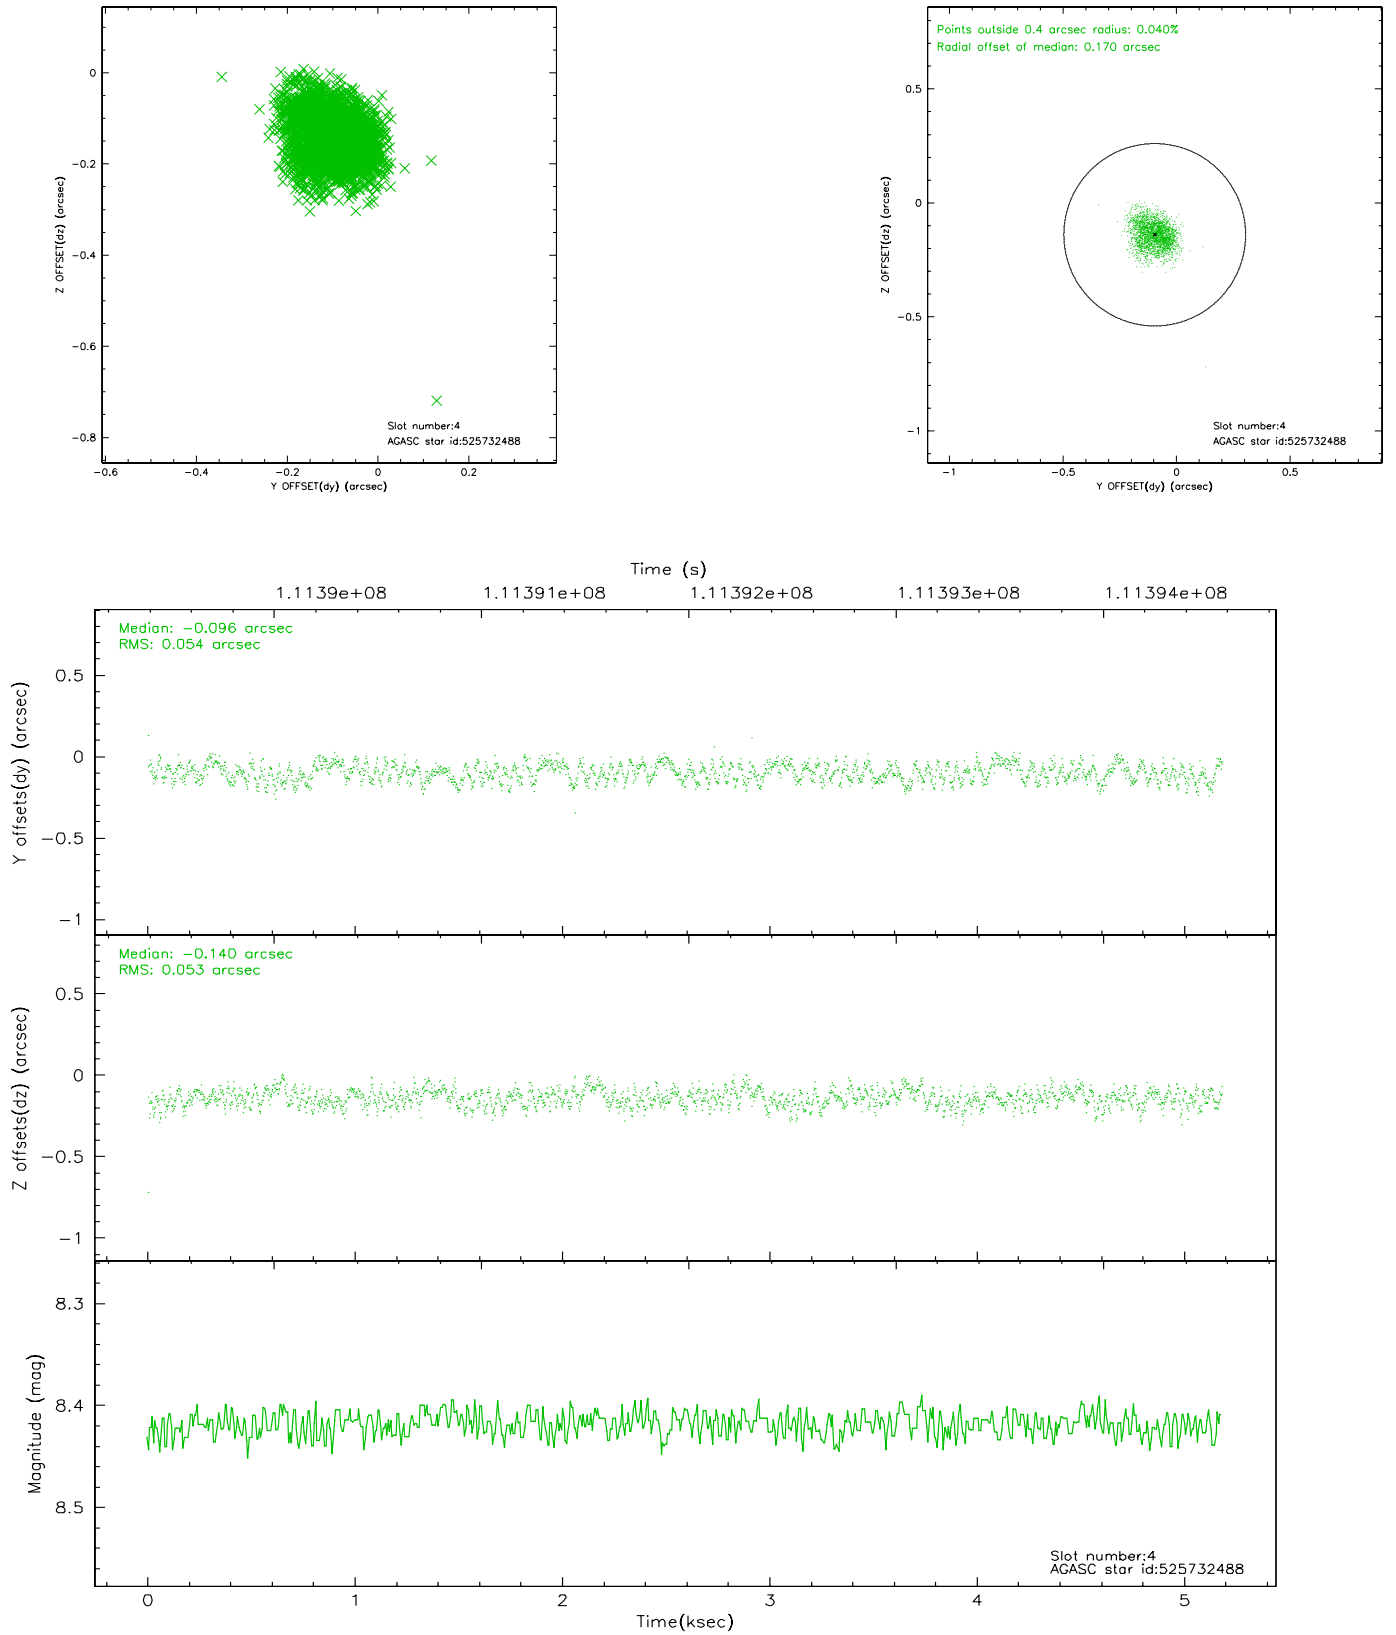 0
−0.2
−0.4
−0.6
−0.8
Z OFFSET(dz) (arcsec)
Slot number:4
AGASC star id:525732488
−0.6 −0.4 −0.2 0 0.2
Y OFFSET(dy) (arcsec)
Points outside 0.4 arcsec radius: 0.040%
Radial offset of median: 0.170 arcsec
0.5
0
−0.5
−1
Z OFFSET(dz) (arcsec)
Slot number:4
AGASC star id:525732488
−1 −0.5 0 0.5
Y OFFSET(dy) (arcsec)
Time (s)
1.1139e+08 1.11391e+08 1.11392e+08 1.11393e+08 1.11394e+08
Median: −0.096 arcsec
RMS: 0.054 arcsec
0.5
0
−0.5
−1
Y offsets(dy) (arcsec)
Median: −0.140 arcsec
RMS: 0.053 arcsec
0.5
0
−0.5
−1
Z offsets(dz) (arcsec)
8.3
8.4
8.5
Magnitude (mag)
Slot number:4
AGASC star id:525732488
0 1 2 3 4 5
Time(ksec)